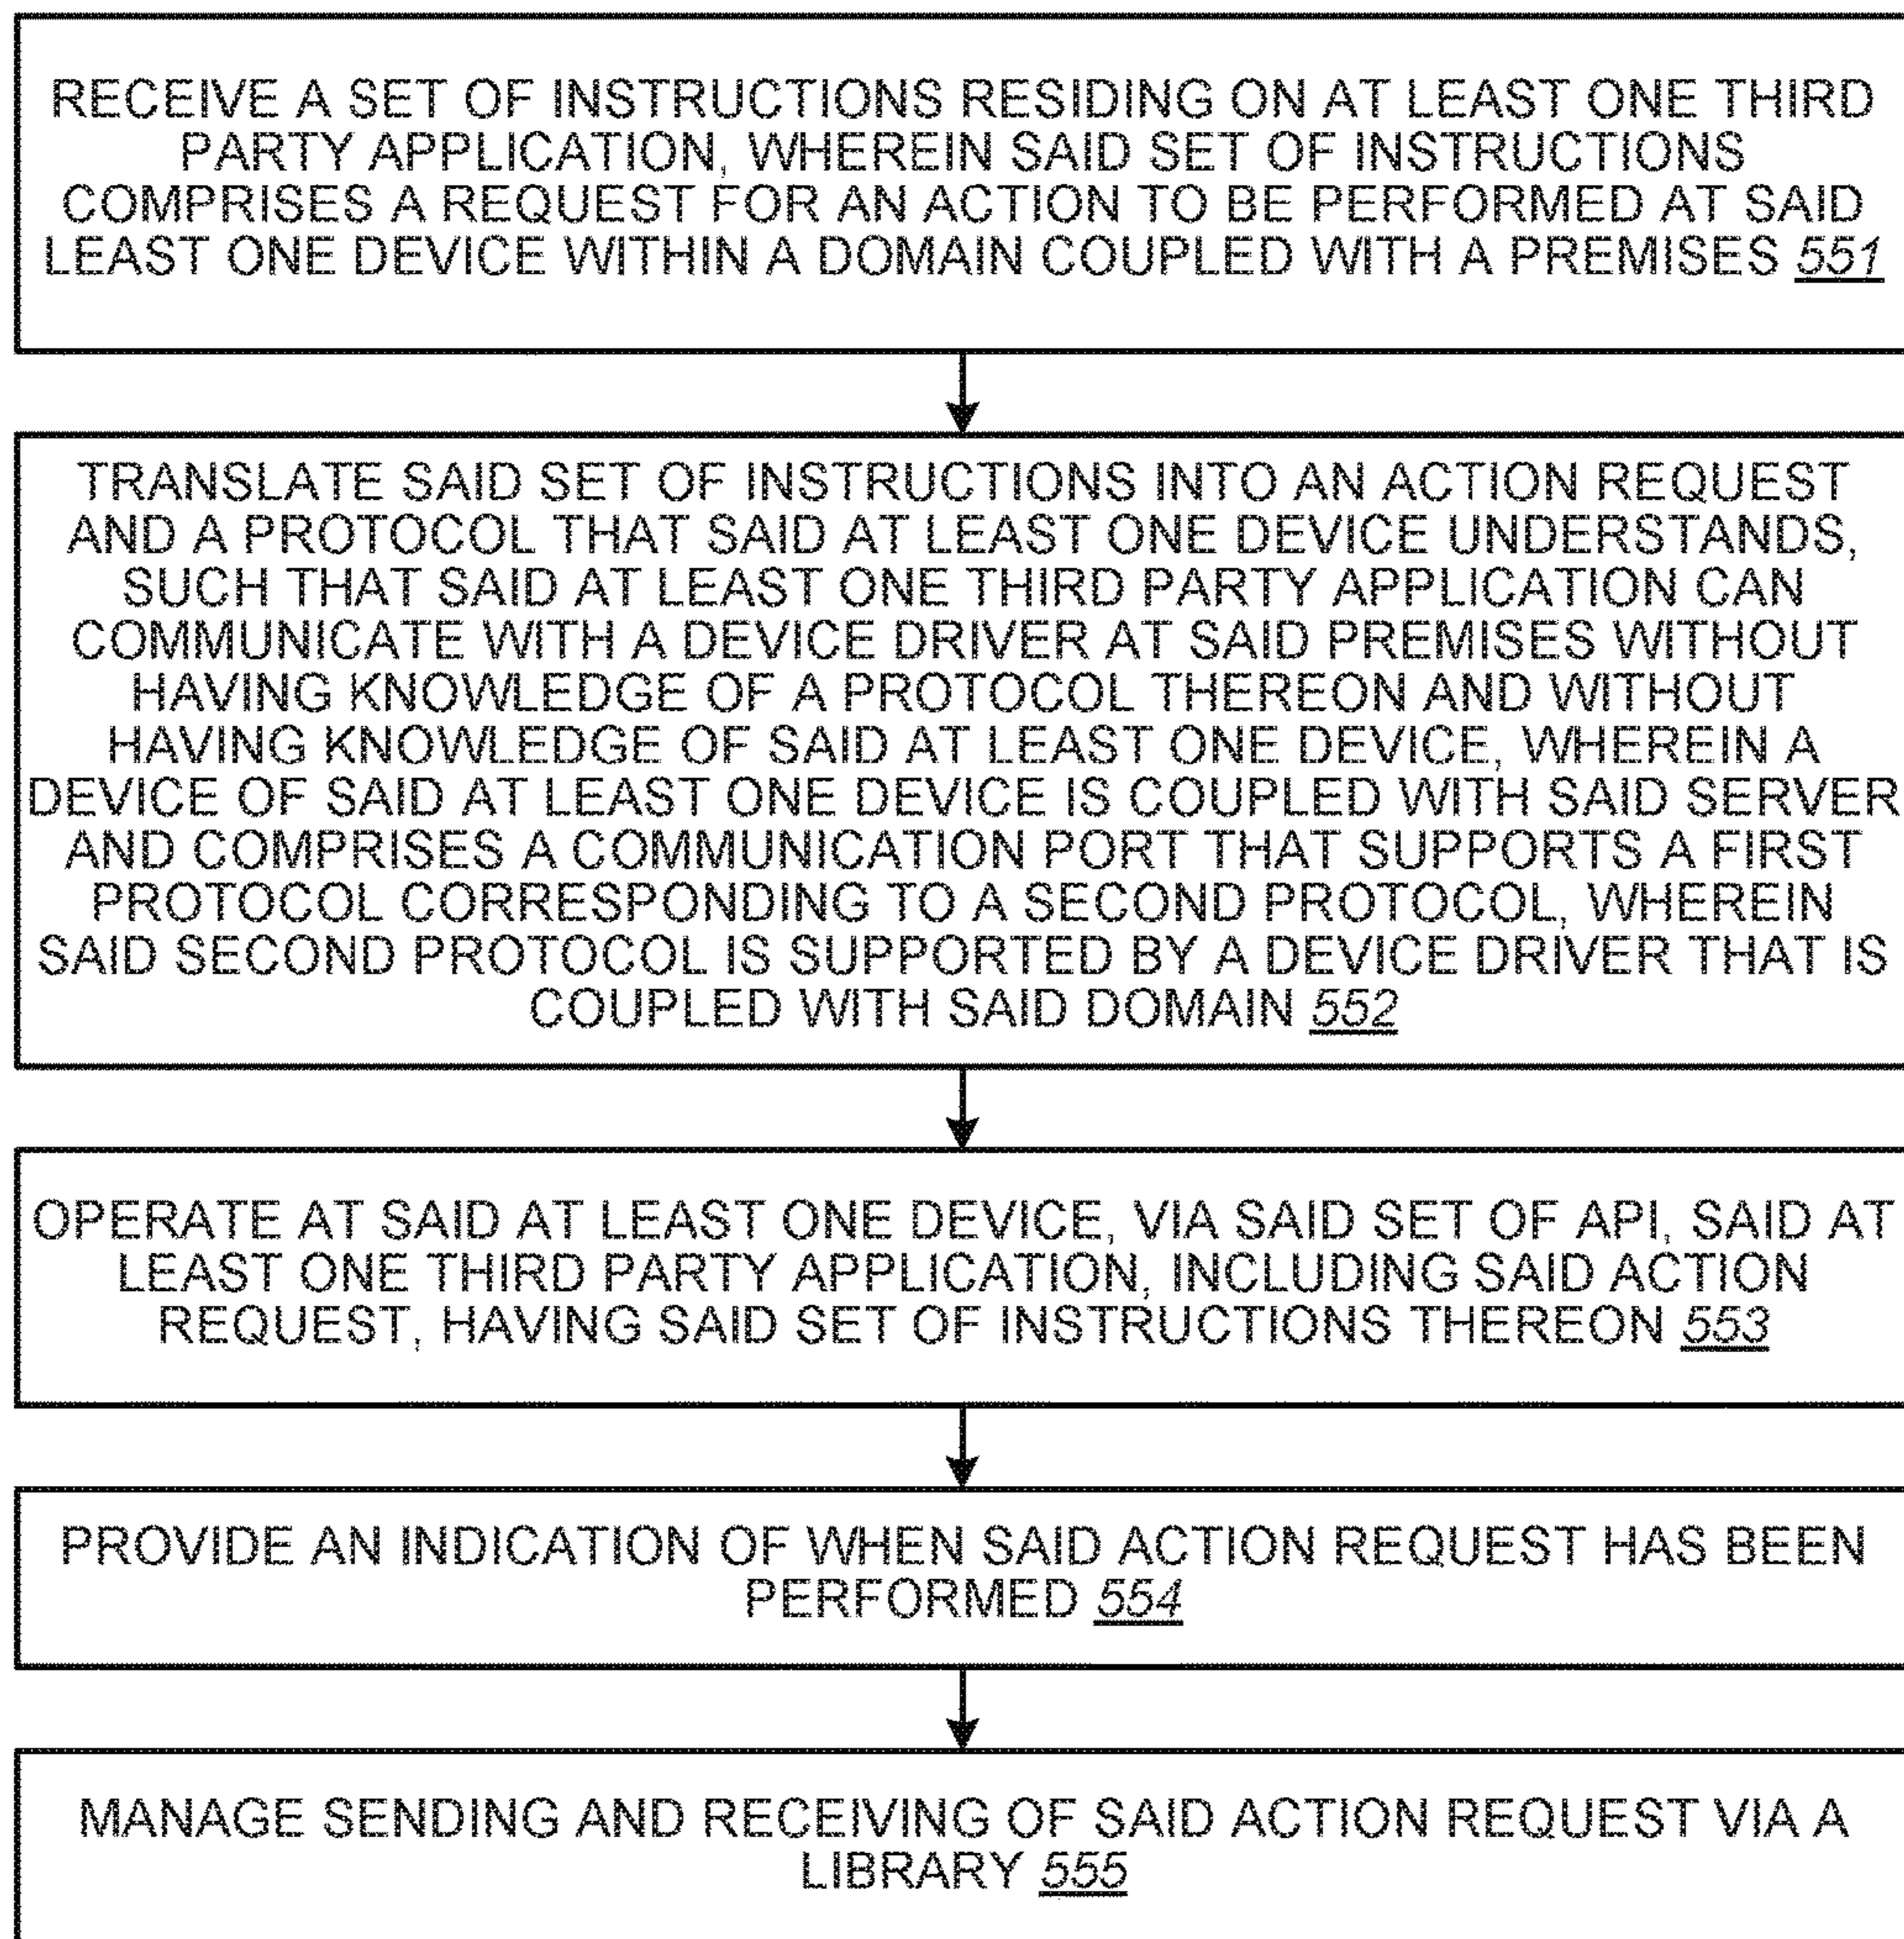 RECEIVE A SET OF INSTRUCTIONS RESIDING ON AT LEAST ONE THIRD
PARTY APPLICATION, WHEREIN SAID SET OF INSTRUCTIONS
COMPRISES A REQUEST FOR AN ACTION TO BE PERFORMED AT SAID
LEAST ONE DEVICE WITHIN A DOMAIN COUPLED WITH A PREMISES 551
TRANSLATE SAID SET OF INSTRUCTIONS INTO AN ACTION REQUEST
AND A PROTOCOL THAT SAID AT LEAST ONE DEVICE UNDERSTANDS,
SUCH THAT SAID AT LEAST ONE THIRD PARTY APPLICATION CAN
COMMUNICATE WITH A DEVICE DRIVER AT SAID PREMISES WITHOUT
HAVING KNOWLEDGE OF A PROTOCOL THEREON AND WITHOUT
HAVING KNOWLEDGE OF SAID AT LEAST ONE DEVICE, WHEREIN A
DEVICE OF SAID AT LEAST ONE DEVICE IS COUPLED WITH SAID SERVER
AND COMPRISES A COMMUNICATION PORT THAT SUPPORTS A FIRST
PROTOCOL CORRESPONDING TO A SECOND PROTOCOL, WHEREIN
SAID SECOND PROTOCOL IS SUPPORTED BY A DEVICE DRIVER THAT IS
COUPLED WITH SAID DOMAIN 552
OPERATE AT SAID AT LEAST ONE DEVICE, VIA SAID SET OF API, SAID AT
LEAST ONE THIRD PARTY APPLICATION, INCLUDING SAID ACTION
REQUEST, HAVING SAID SET OF INSTRUCTIONS THEREON 553
PROVIDE AN INDICATION OF WHEN SAID ACTION REQUEST HAS BEEN
PERFORMED 554
MANAGE SENDING AND RECEIVING OF SAID ACTION REQUEST VIA A
LIBRARY 555